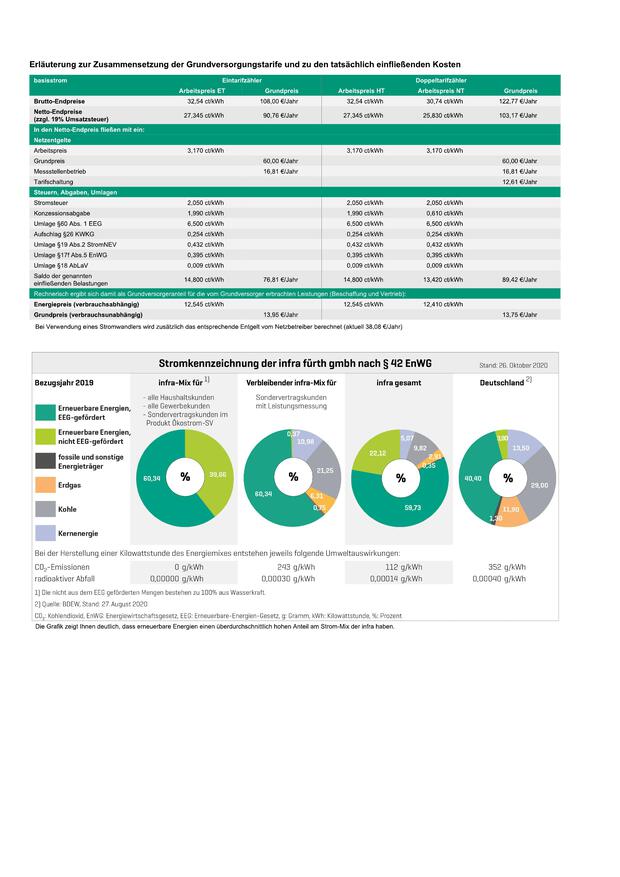 Erläuterung zur Zusammensetzung der Grundversorgungstarife und zu den tatsächlich einfließenden Kosten
basisstrom Eintarifzähler Doppeltarifzähler
Arbeitspreis ET Grundpreis Arbeitspreis HT Arbeitspreis NT Grundpreis
Brutto-Endpreise 32,54 ct/kWh 108,00 €/Jahr 32,54 ct/kWh 30,74 ct/kWh 122,77 €/Jahr
Netto-Endpreise
(zzgl. 19% Umsatzsteuer) 27,345 ct/kWh 90,76 €/Jahr 27,345 ct/kWh 25,830 ct/kWh 103,17 €/Jahr
In den Netto-Endpreis fließen mit ein:
Netzentgelte
Arbeitspreis 3,170 ct/kWh 3,170 ct/kWh 3,170 ct/kWh
Grundpreis 60,00 €/Jahr 60,00 €/Jahr
Messstellenbetrieb 16,81 €/Jahr 16,81 €/Jahr
Tarifschaltung 12,61 €/Jahr
Steuern, Abgaben, Umlagen
Stromsteuer 2,050 ct/kWh 2,050 ct/kWh 2,050 ct/kWh
Konzessionsabgabe 1,990 ct/kWh 1,990 ct/kWh 0,610 ct/kWh
Umlage §60 Abs. 1 EEG 6,500 ct/kWh 6,500 ct/kWh 6,500 ct/kWh
Aufschlag §26 KWKG 0,254 ct/kWh 0,254 ct/kWh 0,254 ct/kWh
Umlage §19 Abs.2 StromNEV 0,432 ct/kWh 0,432 ct/kWh 0,432 ct/kWh
Umlage §17f Abs.5 EnWG 0,395 ct/kWh 0,395 ct/kWh 0,395 ct/kWh
Umlage §18 AbLaV 0,009 ct/kWh 0,009 ct/kWh 0,009 ct/kWh
Saldo der genannten
einfließenden Belastungen 14,800 ct/kWh 76,81 €/Jahr 14,800 ct/kWh 13,420 ct/kWh 89,42 €/Jahr
Rechnerisch ergibt sich damit als Grundversorgeranteil für die vom Grundversorger erbrachten Leistungen (Beschaffung und Vertrieb):
Energiepreis (verbrauchsabhängig) 12,545 ct/kWh 12,545 ct/kWh 12,410 ct/kWh
Grundpreis (verbrauchsunabhängig) 13,95 €/Jahr 13,75 €/Jahr
Bei Verwendung eines Stromwandlers wird zusätzlich das entsprechende Entgelt vom Netzbetreiber berechnet (aktuell 38,08 €/Jahr)
Stromkennzeichnung der infra fürth gmbh nach § 42 EnWG Stand: 26. Oktober 2020
Bezugsjahr 2019 infra-Mix für 1) Verbleibender infra-Mix für infra gesamt Deutschland 2)
- alle Haushaltskunden
- alle Gewerbekunden
- Sondervertragskunden im
Produkt Ökostrom-SV
Sondervertragskunden
mit Leistungsmessung
Erneuerbare Energien,
EEG-gefördert
Erneuerbare Energien,
nicht EEG-gefördert
fossile und sonstige
Energieträger
Erdgas
Kohle
Kernenergie
60,34 39,66 %
0,37 10,98 21,25 6,31 0,75 60,34 %
5,07 9,82 2,91 0,35 59,73 22,12 %
3,80 13,50 29,00 11,90 1,30 40,40 %
Bei der Herstellung einer Kilowattstunde des Energiemixes entstehen jeweils folgende Umweltauswirkungen:
CO₂-Emissionen 0 g/kWh 243 g/kWh 112 g/kWh 352 g/kWh
radioaktiver Abfall 0,00000 g/kWh 0,00030 g/kWh 0,00014 g/kWh 0,00040 g/kWh
1) Die nicht aus dem EEG geförderten Mengen bestehen zu 100% aus Wasserkraft.
2) Quelle: BDEW, Stand: 27. August 2020
CO₂: Kohlendioxid, EnWG: Energiewirtschaftsgesetz, EEG: Erneuerbare-Energien-Gesetz, g: Gramm, kWh: Kilowattstunde, %: Prozent
Die Grafik zeigt Ihnen deutlich, dass erneuerbare Energien einen überdurchschnittlich hohen Anteil am Strom-Mix der infra haben.